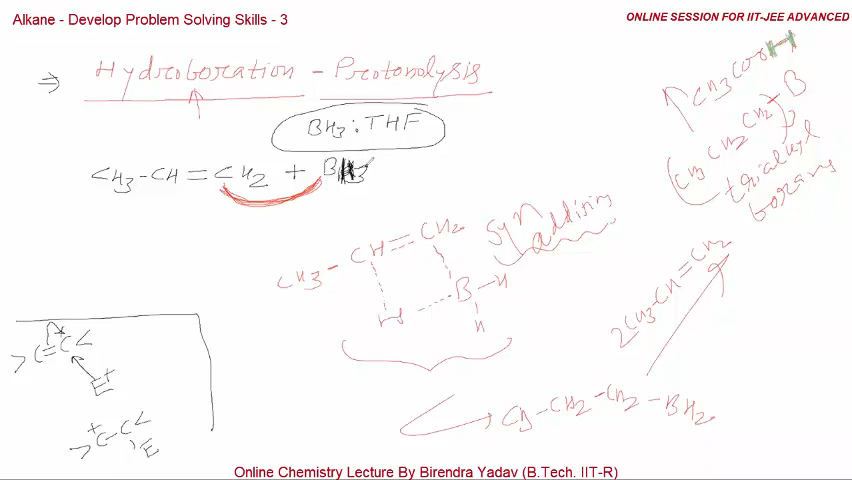 Alkane - Develop Problem Solving Skills - 3
ONLINE SESSION FOR IIT-JEE ADVANCED
⇒ Hydroboration - Protonolysis
BH3 : THF
CH3-CH=CH2 + BH3
CH3COOH
(CH3CH2CH2)3B
trialkyl
boranes
syn
addition
CH3-CH=CH2
H B-H
H
2CH3-CH=CH2
CH3-CH2-CH2-BH2
>C=C<
E+
+
>C-C<
E
Online Chemistry Lecture By Birendra Yadav (B.Tech. IIT-R)